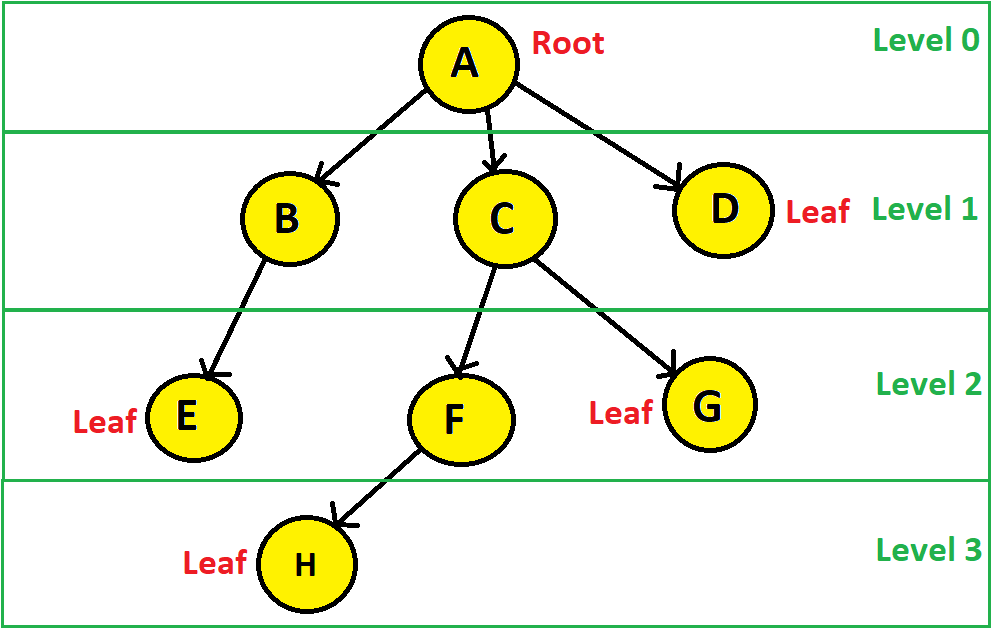 A Root Level 0
B C D Leaf Level 1
Leaf E F Leaf G Level 2
Leaf H Level 3